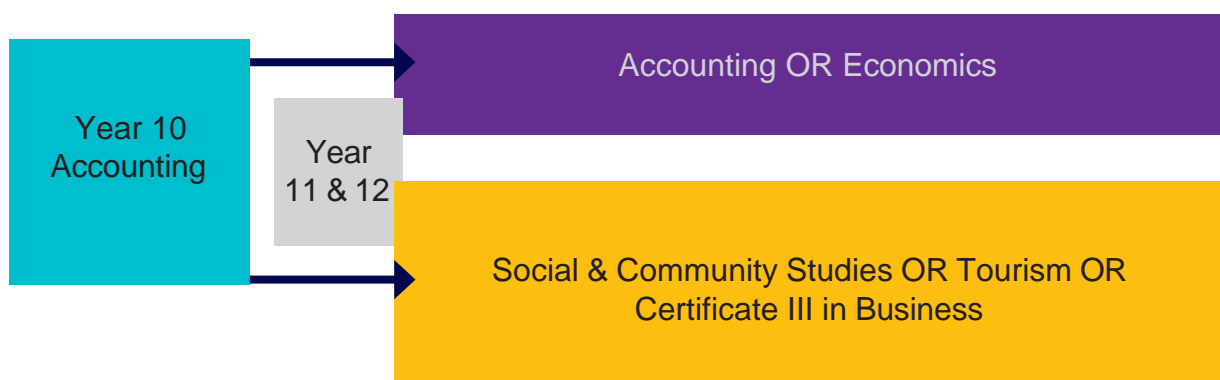 Year 10
Accounting
Year
11 & 12
Accounting OR Economics
Social & Community Studies OR Tourism OR
Certificate III in Business